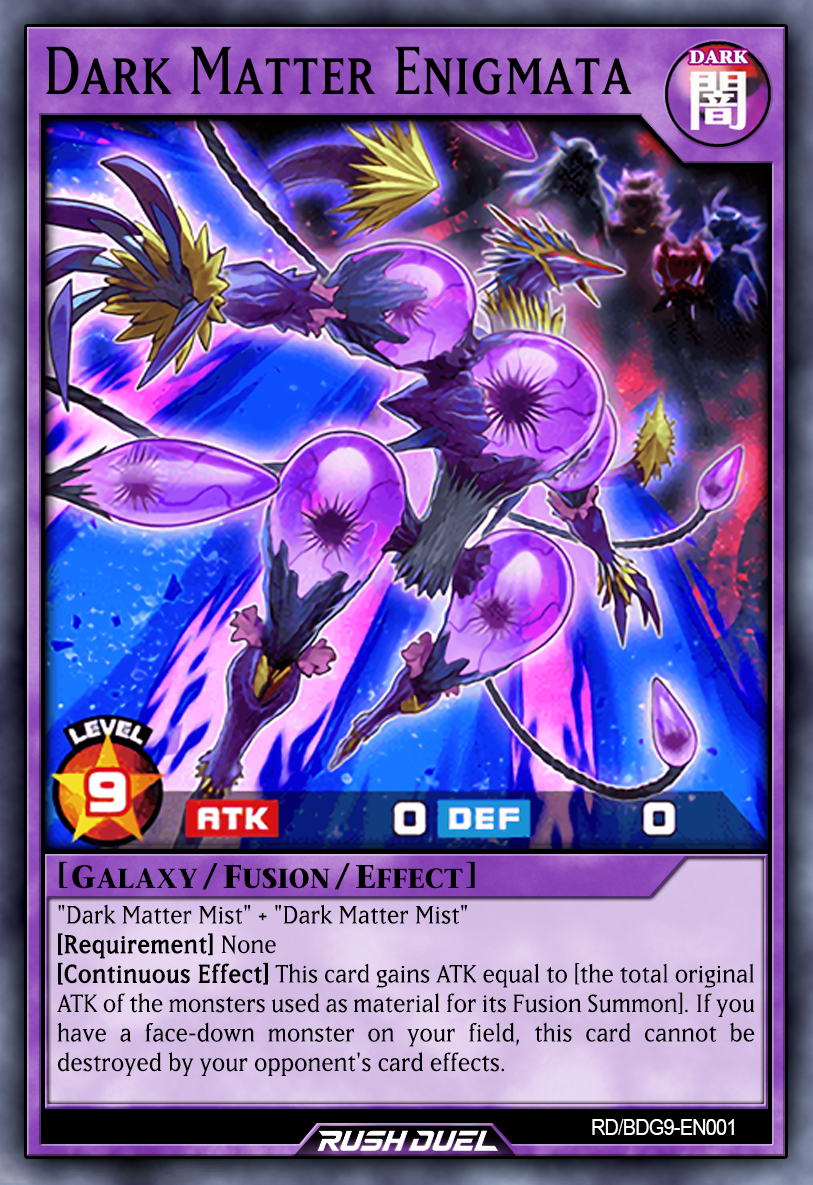 DARK MATTER ENIGMATA
DARK
闇
LEVEL
9
ATK 0 DEF 0
[GALAXY/FUSION/EFFECT]
"Dark Matter Mist" + "Dark Matter Mist"
[Requirement] None
[Continuous Effect] This card gains ATK equal to [the total original
ATK of the monsters used as material for its Fusion Summon]. If you
have a face-down monster on your field, this card cannot be
destroyed by your opponent's card effects.
RD/BDG9-EN001
RUSH DUEL